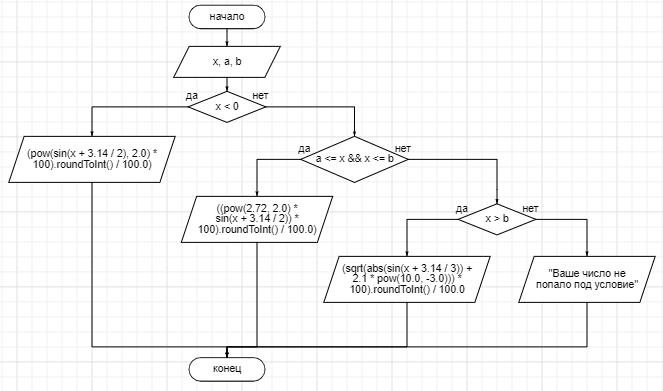 начало
x, a, b
да
нет
x < 0
(pow(sin(x + 3.14 / 2), 2.0) *
100).roundToInt() / 100.0)
да
нет
a <= x && x <= b
((pow(2.72, 2.0) *
sin(x + 3.14 / 2)) *
100).roundToInt() / 100.0)
да
нет
x > b
(sqrt(abs(sin(x + 3.14 / 3)) +
2.1 * pow(10.0, -3.0))) *
100).roundToInt() / 100.0
"Ваше число не
попало под условие"
конец